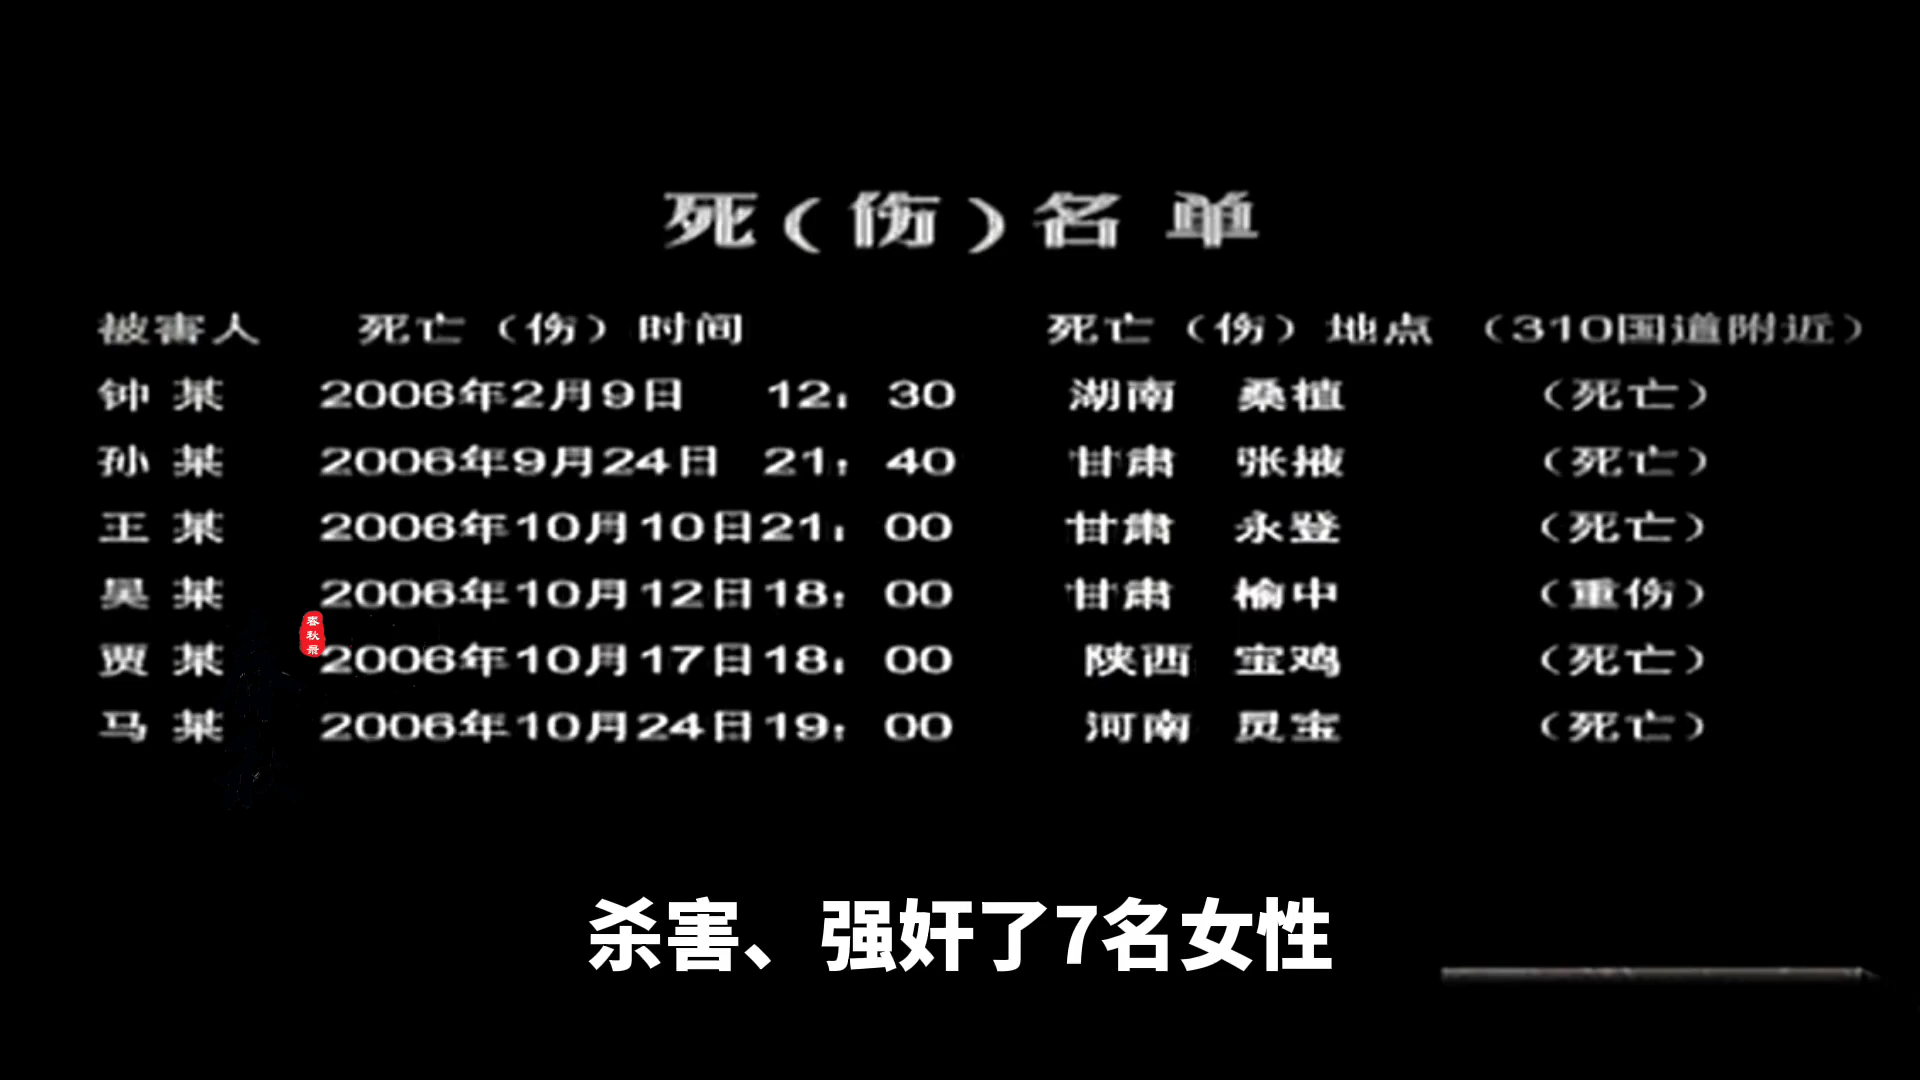 死(伤)名单
被害人 死亡(伤)时间 死亡(伤)地点(310国道附近)
钟某 2006年2月9日 12:30 湖南 桑植 (死亡)
孙某 2006年9月24日 21:40 甘肃 张掖 (死亡)
王某 2006年10月10日21:00 甘肃 永登 (死亡)
吴某 2006年10月12日18:00 甘肃 榆中 (重伤)
贾某 2006年10月17日18:00 陕西 宝鸡 (死亡)
马某 2006年10月24日19:00 河南 灵宝 (死亡)
春秋
杀害、强奸了7名女性